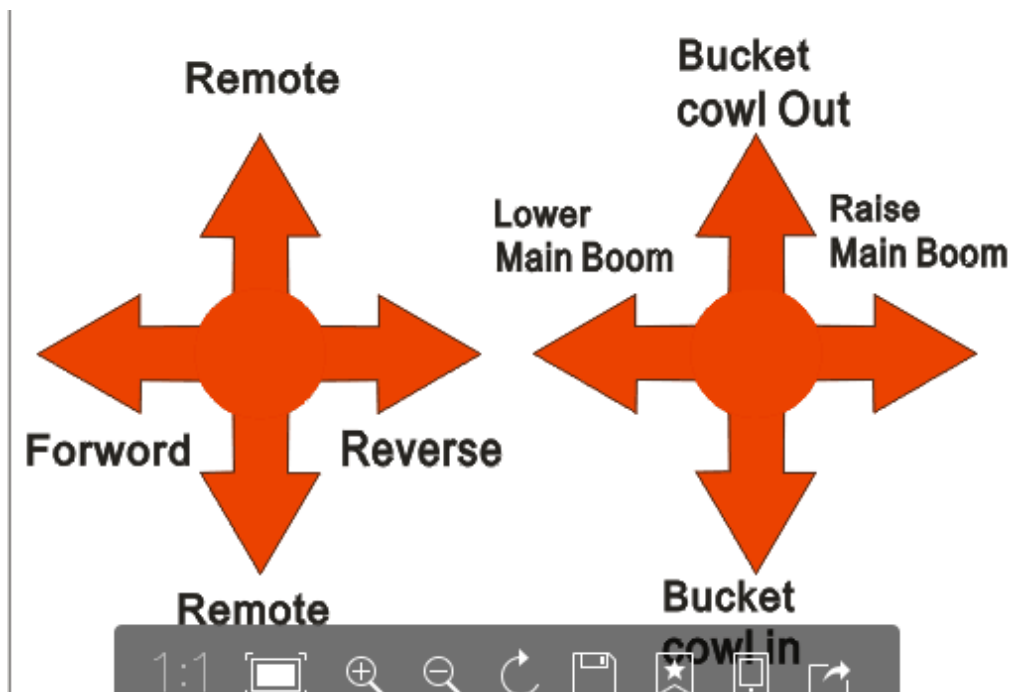 Remote
Bucket
cowl Out
Lower
Main Boom
Raise
Main Boom
Forword
Reverse
Remote
Bucket
cowl in
1:1